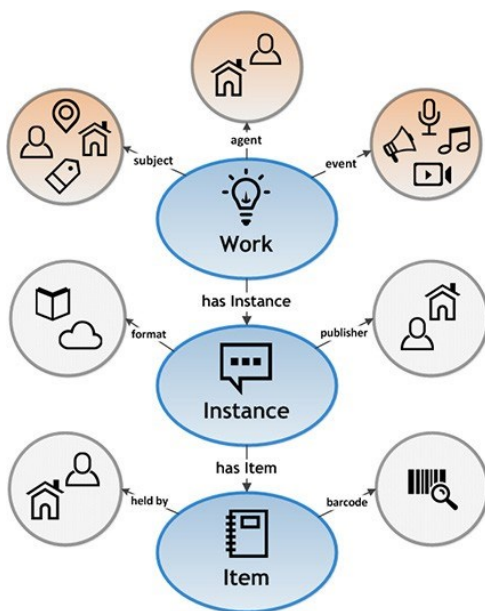 agent
subject
event
Work
has Instance
format
publisher
Instance
has Item
held by
barcode
Item